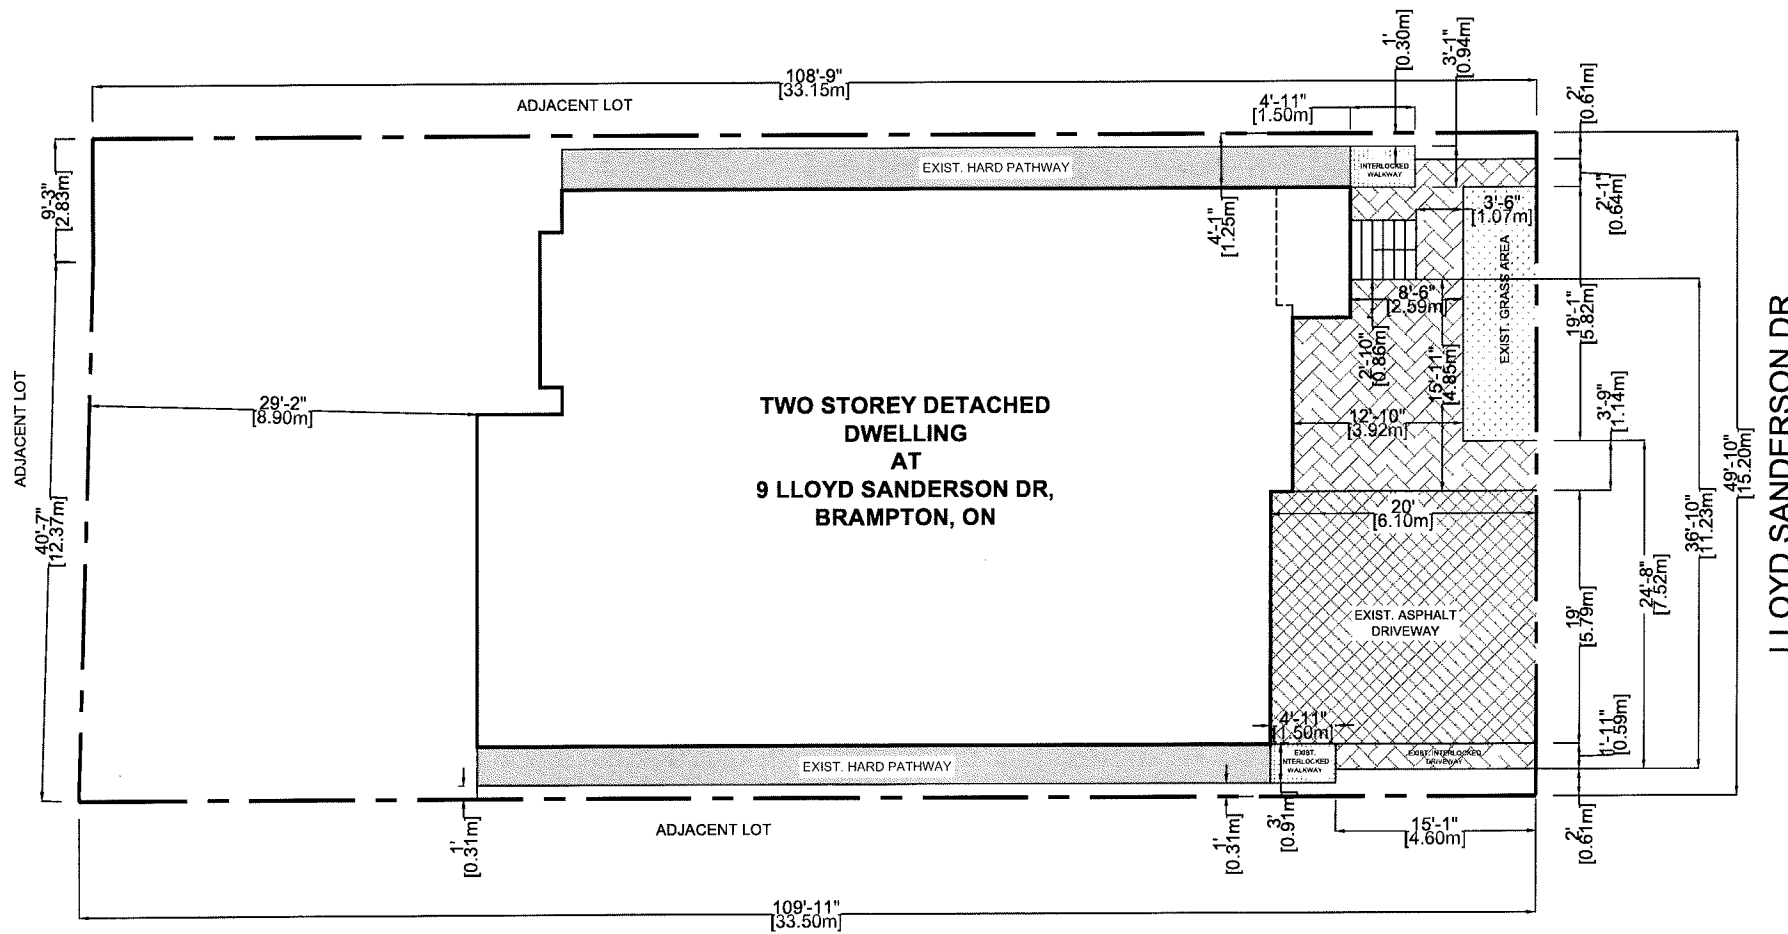 108'-9"
[33.15m]
ADJACENT LOT
1'
[0.30m]
3'-1"
[0.94m]
2'
[0.61m]
4'-11"
[1.50m]
EXIST. HARD PATHWAY
INTERLOCKED
WALKWAY
9'-3"
[2.83m]
4'-1"
[1.25m]
3'-6"
[1.07m]
2'-1"
[0.64m]
EXIST. GRASS AREA
8'-6"
[2.59m]
19'-1"
[5.82m]
2'-10"
[0.86m]
15'-11"
[4.85m]
LLOYD SANDERSON DR
ADJACENT LOT
29'-2"
[8.90m]
TWO STOREY DETACHED
DWELLING
AT
9 LLOYD SANDERSON DR,
BRAMPTON, ON
12'-10"
[3.92m]
3'-9"
[1.14m]
49'-10"
[15.20m]
40'-7"
[12.37m]
20'
[6.10m]
36'-10"
[11.23m]
24'-8"
[7.52m]
19'
[5.79m]
EXIST. ASPHALT
DRIVEWAY
4'-11"
[1.50m]
1'-11"
[0.59m]
EXIST. HARD PATHWAY
EXIST.
INTERLOCKED
WALKWAY
EXIST. INTERLOCKED
DRIVEWAY
1'
[0.31m]
ADJACENT LOT
1'
[0.31m]
3'
[0.91m]
15'-1"
[4.60m]
2'
[0.61m]
109'-11"
[33.50m]